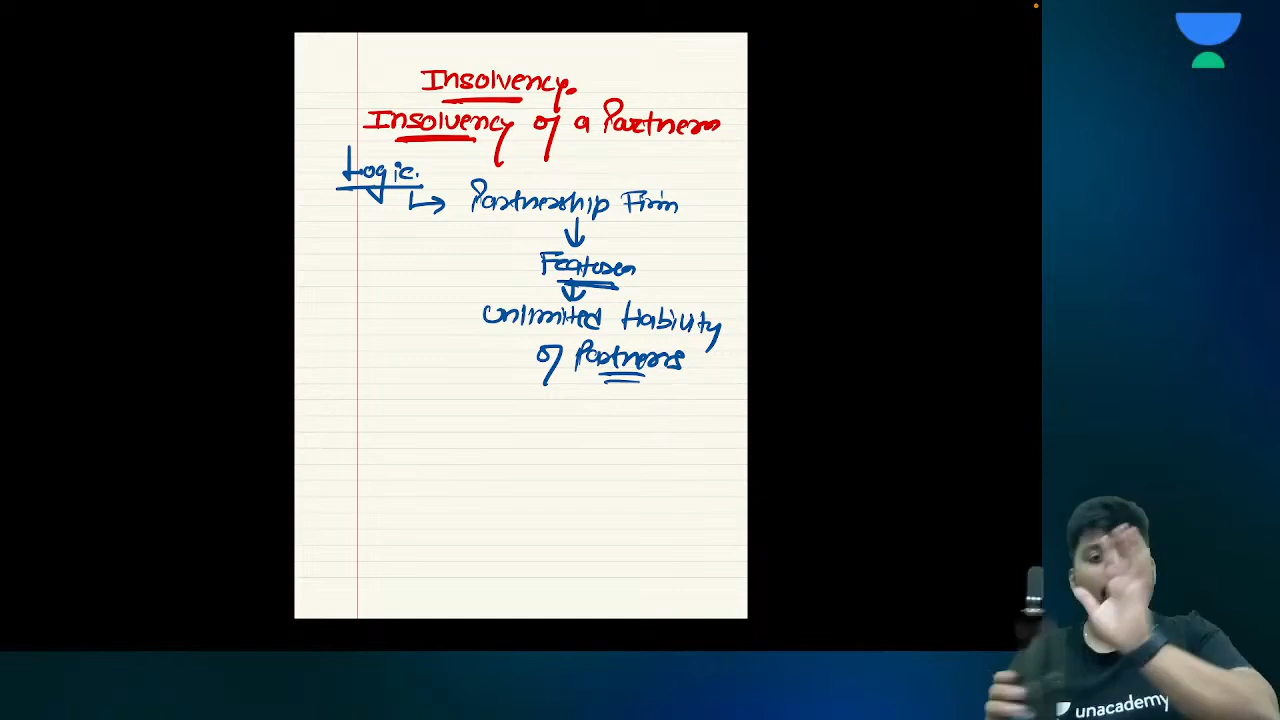 Insolvency.
Insolvency of a Partners
Logic.
Partnership Firm
Features
Unlimited Liability
of Partners
unacademy